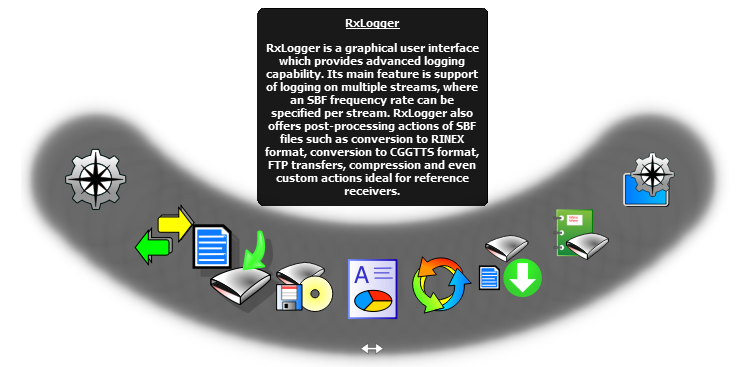 RxLogger
RxLogger is a graphical user interface
which provides advanced logging
capability. Its main feature is support
of logging on multiple streams, where
an SBF frequency rate can be
specified per stream. RxLogger also
offers post-processing actions of SBF
files such as conversion to RINEX
format, conversion to CGGTTS format,
FTP transfers, compression and even
custom actions ideal for reference
receivers.
A